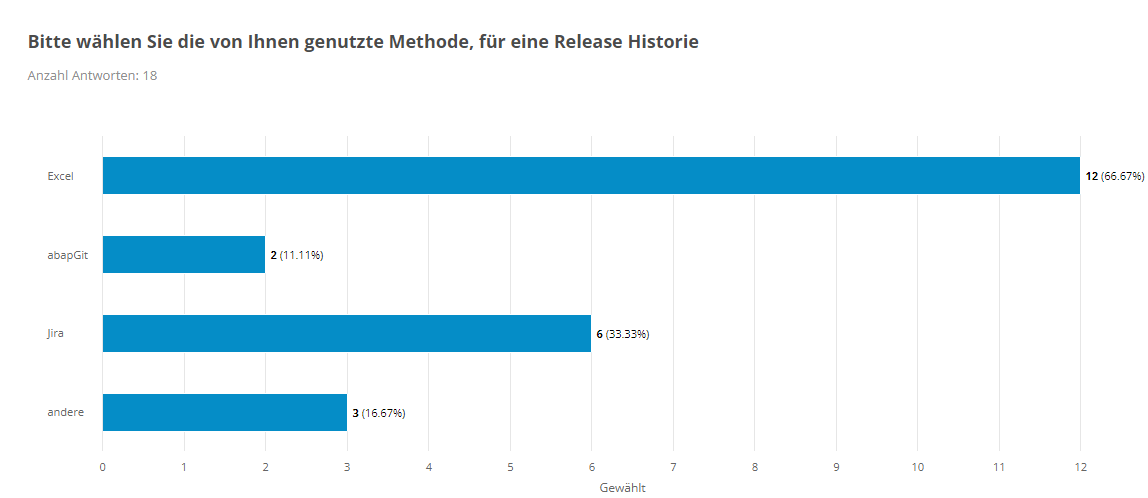 Bitte wählen Sie die von Ihnen genutzte Methode, für eine Release Historie
Anzahl Antworten: 18
Excel
12 (66.67%)
abapGit
2 (11.11%)
Jira
6 (33.33%)
andere
3 (16.67%)
0 1 2 3 4 5 6 7 8 9 10 11 12
Gewählt